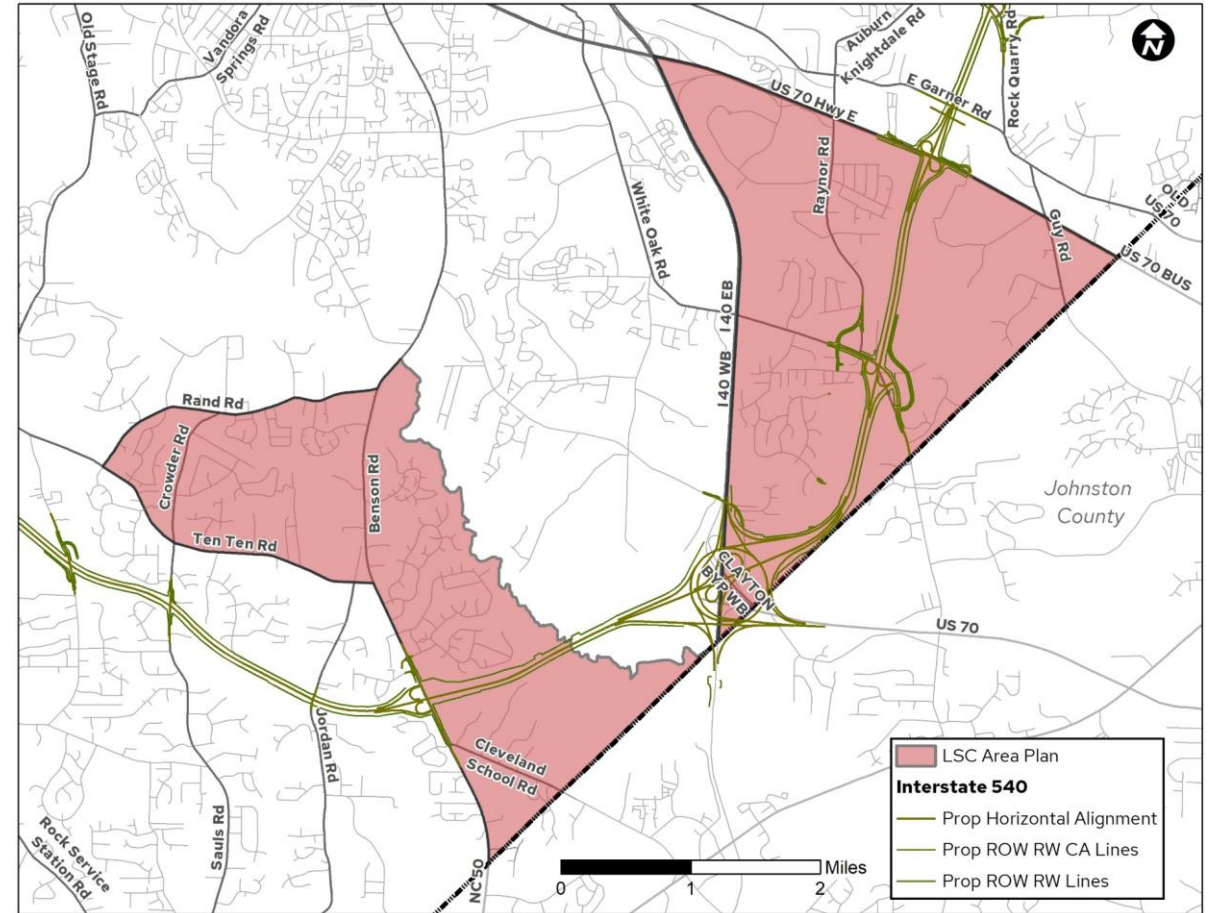 Old Stage Rd
Vandora
Springs Rd
Auburn
Knightdale Rd
Rock Quarry Rd
N
US 70 Hwy E
E Garner Rd
Raynor Rd
White Oak Rd
OLD
US 70
Guy Rd
US 70 BUS
I 40 EB
I 40 WB
Rand Rd
Crowder Rd
Benson Rd
Ten Ten Rd
Johnston
County
CLAYTON
BYP WB
US 70
Jordan Rd
Cleveland
School Rd
Sauls Rd
Rock Service
Station Rd
NC 50
Miles
0 1 2
LSC Area Plan
Interstate 540
Prop Horizontal Alignment
Prop ROW RW CA Lines
Prop ROW RW Lines